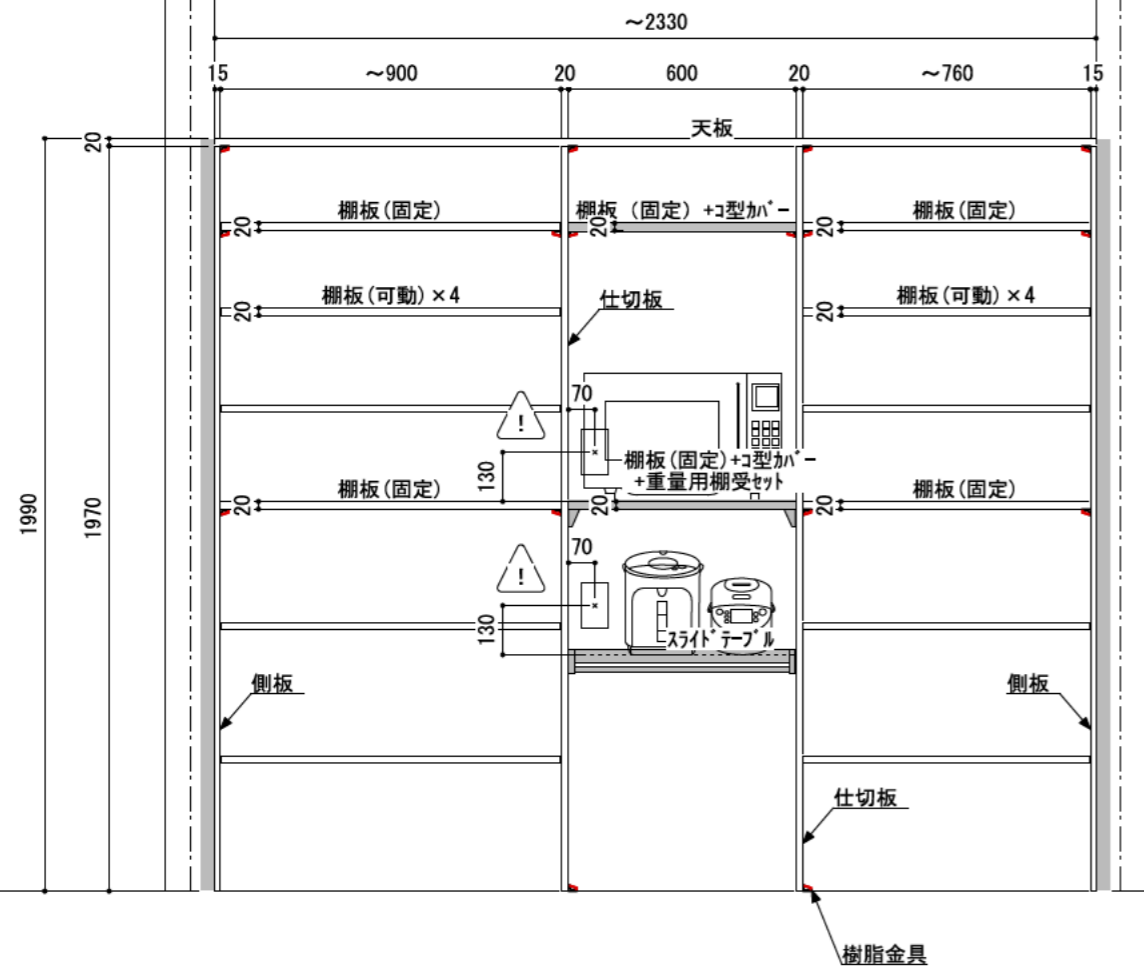 ～2330
15 ～900 20 600 20 ～760 15
天板
20
棚板(固定)
棚板（固定）+ｺ型ｶﾊﾞｰ
棚板(固定)
20
20
20
棚板(可動)×4
棚板(可動)×4
20
20
仕切板
70
!
130
棚板(固定)+ｺ型ｶﾊﾞｰ
+重量用棚受ｾｯﾄ
棚板(固定)
棚板(固定)
20
20
20
1990
1970
70
!
130
ｽﾗｲﾄﾞﾃｰﾌﾞﾙ
側板
側板
仕切板
樹脂金具